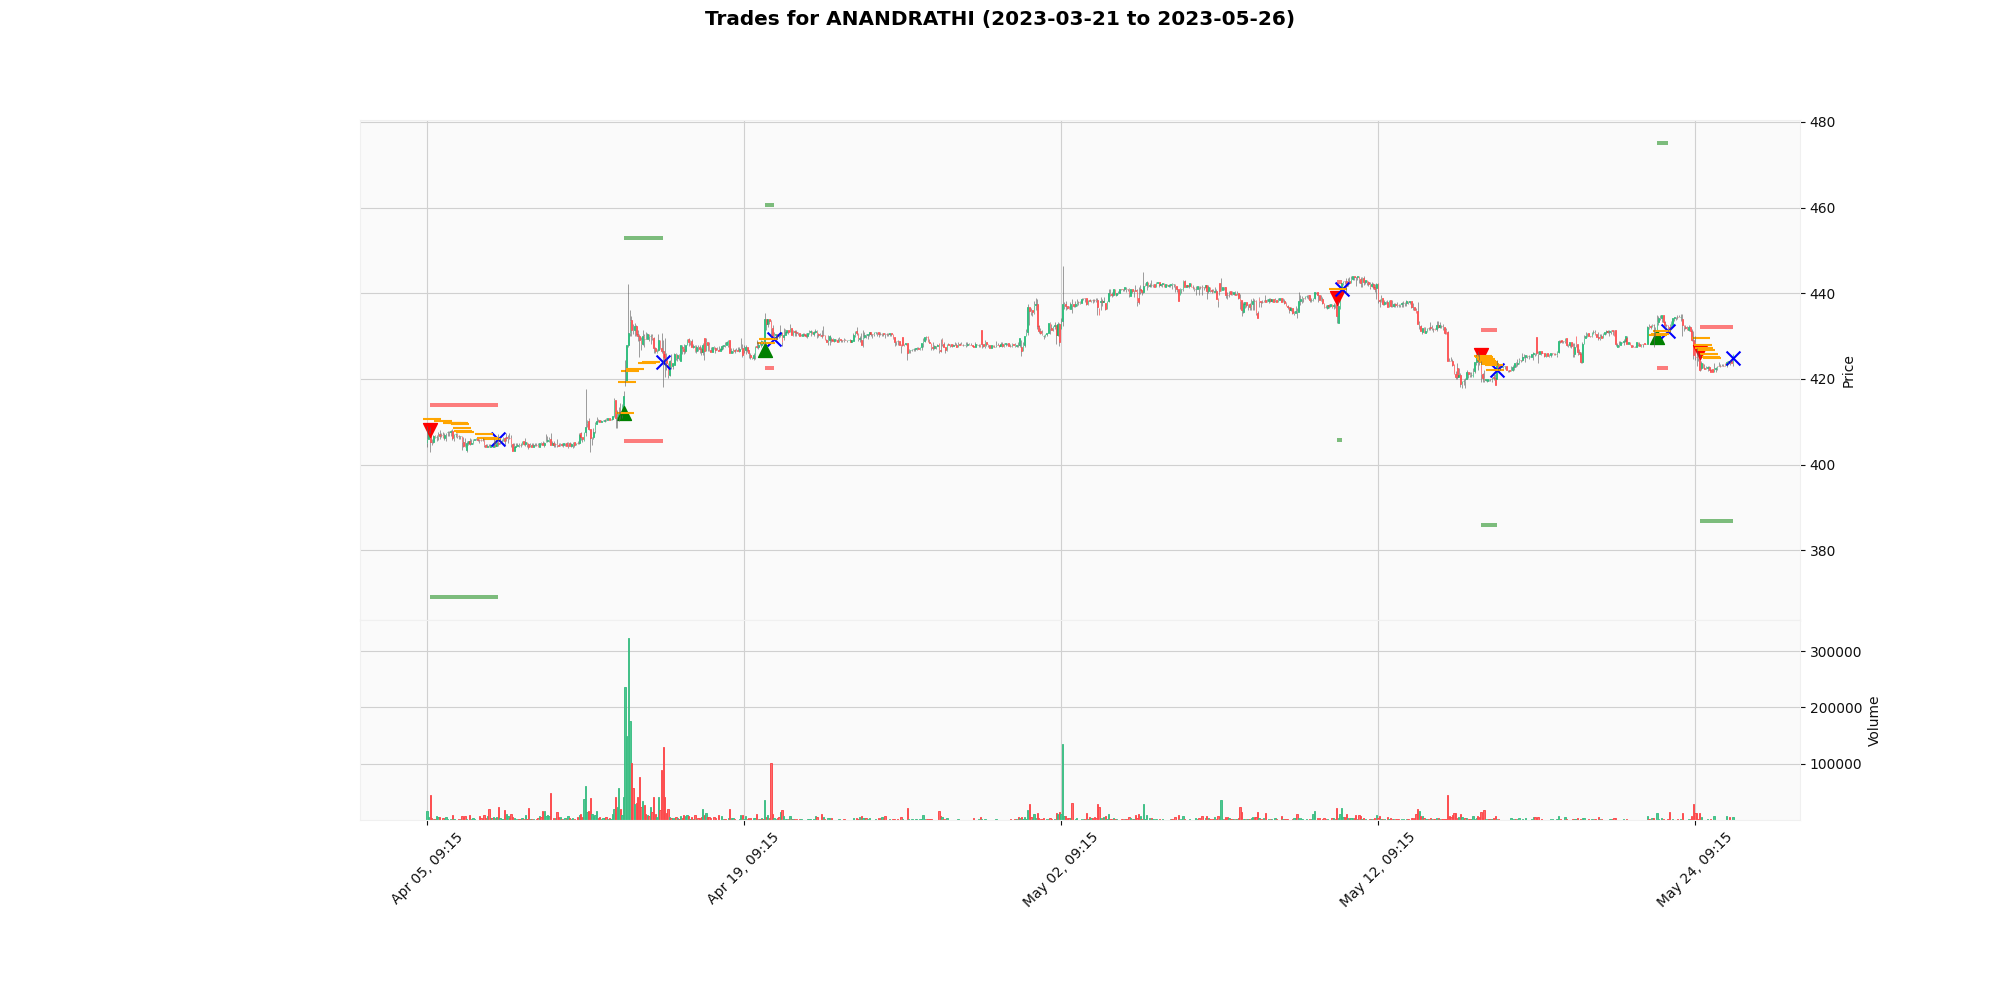 Trades for ANANDRATHI (2023-03-21 to 2023-05-26)
480
460
440
420
400
380
Price
300000
200000
100000
Volume
Apr 05, 09:15
Apr 19, 09:15
May 02, 09:15
May 12, 09:15
May 24, 09:15